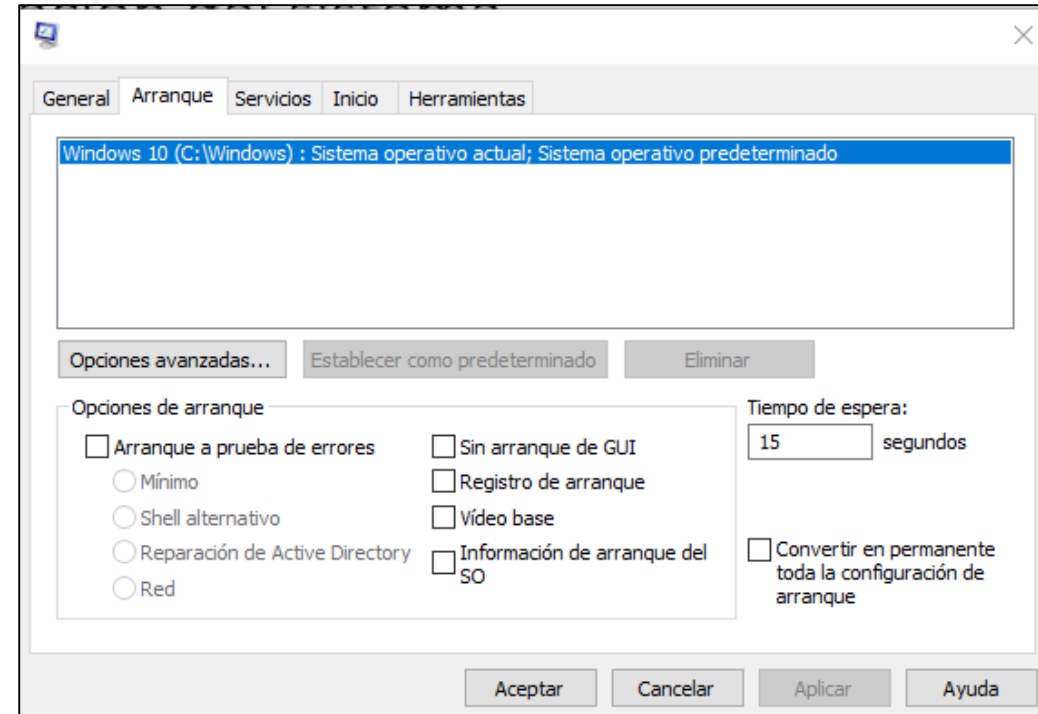 General Arranque Servicios Inicio Herramientas
Windows 10 (C:\Windows) : Sistema operativo actual; Sistema operativo predeterminado
Opciones avanzadas... Establecer como predeterminado Eliminar
Opciones de arranque
Arranque a prueba de errores
Mínimo
Shell alternativo
Reparación de Active Directory
Red
Sin arranque de GUI
Registro de arranque
Vídeo base
Información de arranque del
SO
Tiempo de espera:
15 segundos
Convertir en permanente
toda la configuración de
arranque
Aceptar Cancelar Aplicar Ayuda